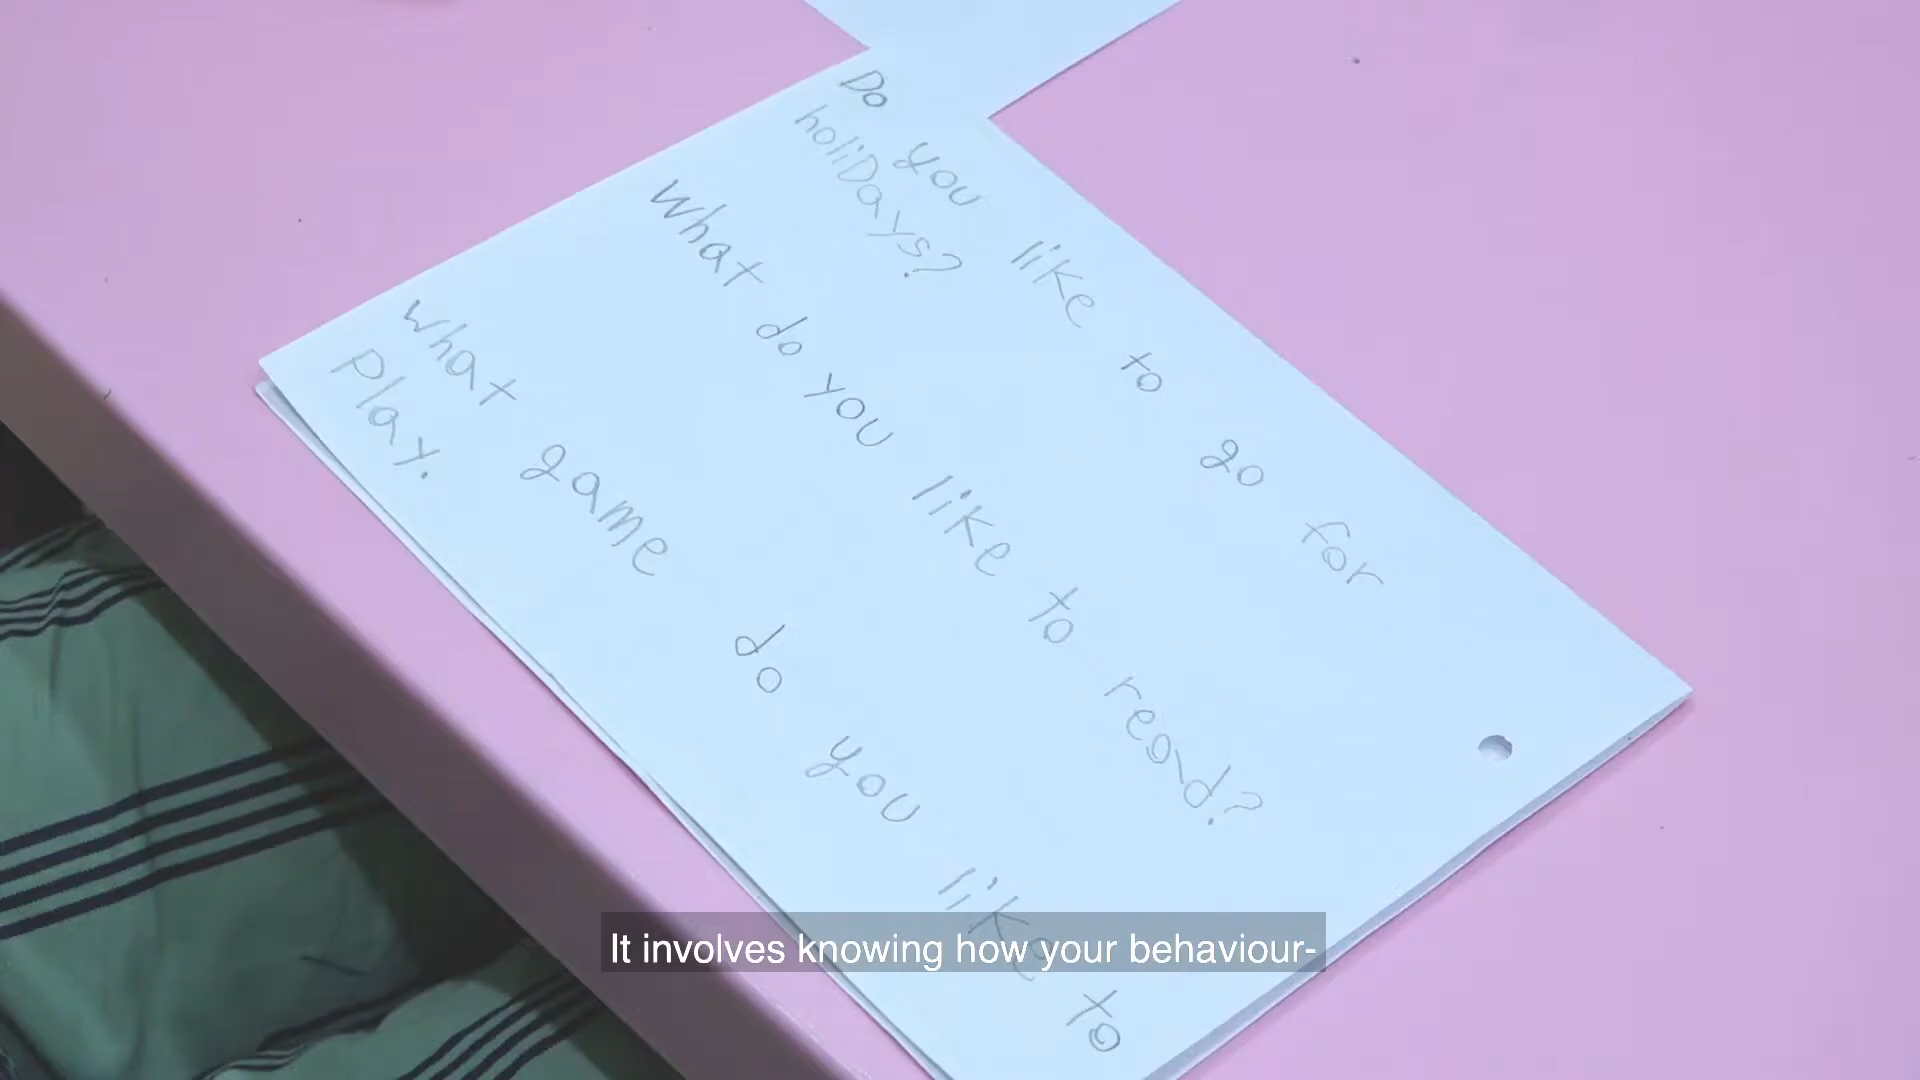 Do you like to go for
holiDays?
What do you like to read?
What game do you like to
Play.
It involves knowing how your behaviour-